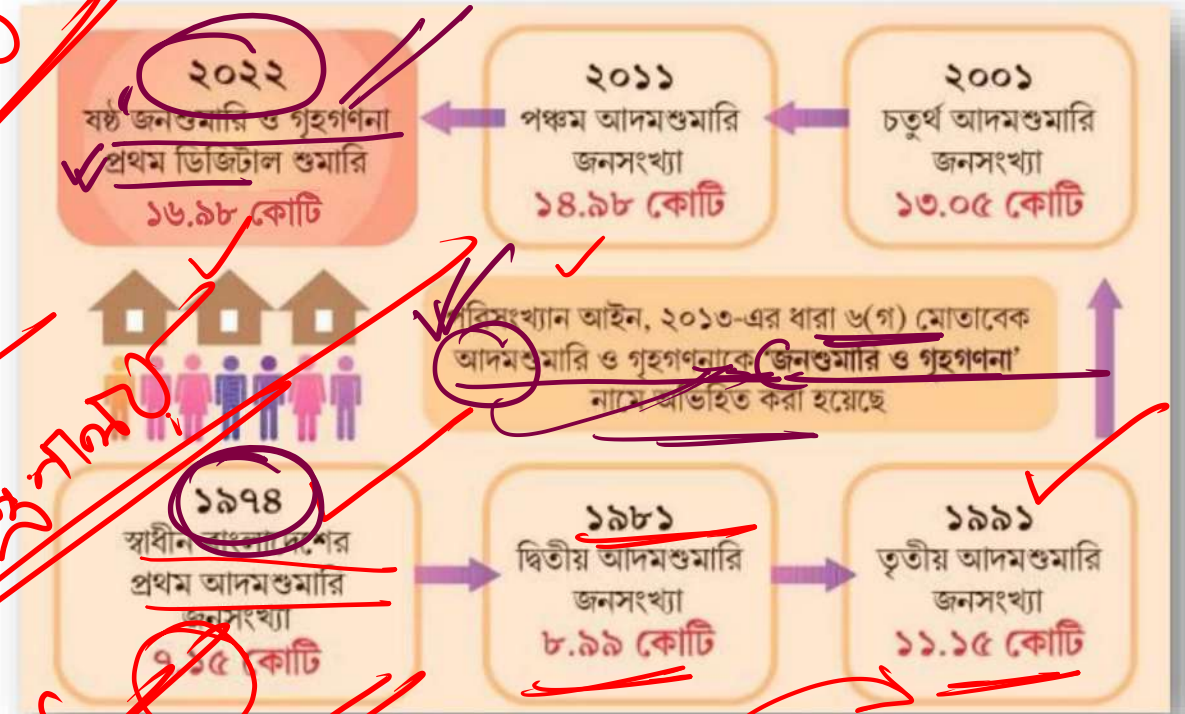 ২০২২
ষষ্ঠ জনশুমারি ও গৃহগণনা
প্রথম ডিজিটাল শুমারি
১৬.৯৮ কোটি
২০১১
পঞ্চম আদমশুমারি
জনসংখ্যা
১৪.৯৮ কোটি
২০০১
চতুর্থ আদমশুমারি
জনসংখ্যা
১৩.০৫ কোটি
পরিসংখ্যান আইন, ২০১৩-এর ধারা ৬(গ) মোতাবেক
আদমশুমারি ও গৃহগণনাকে ‘জনশুমারি ও গৃহগণনা’
নামে অভিহিত করা হয়েছে
১৯৭৪
স্বাধীন বাংলাদেশের
প্রথম আদমশুমারি
জনসংখ্যা
৭.১৫ কোটি
১৯৮১
দ্বিতীয় আদমশুমারি
জনসংখ্যা
৮.৯৯ কোটি
১৯৯১
তৃতীয় আদমশুমারি
জনসংখ্যা
১১.১৫ কোটি